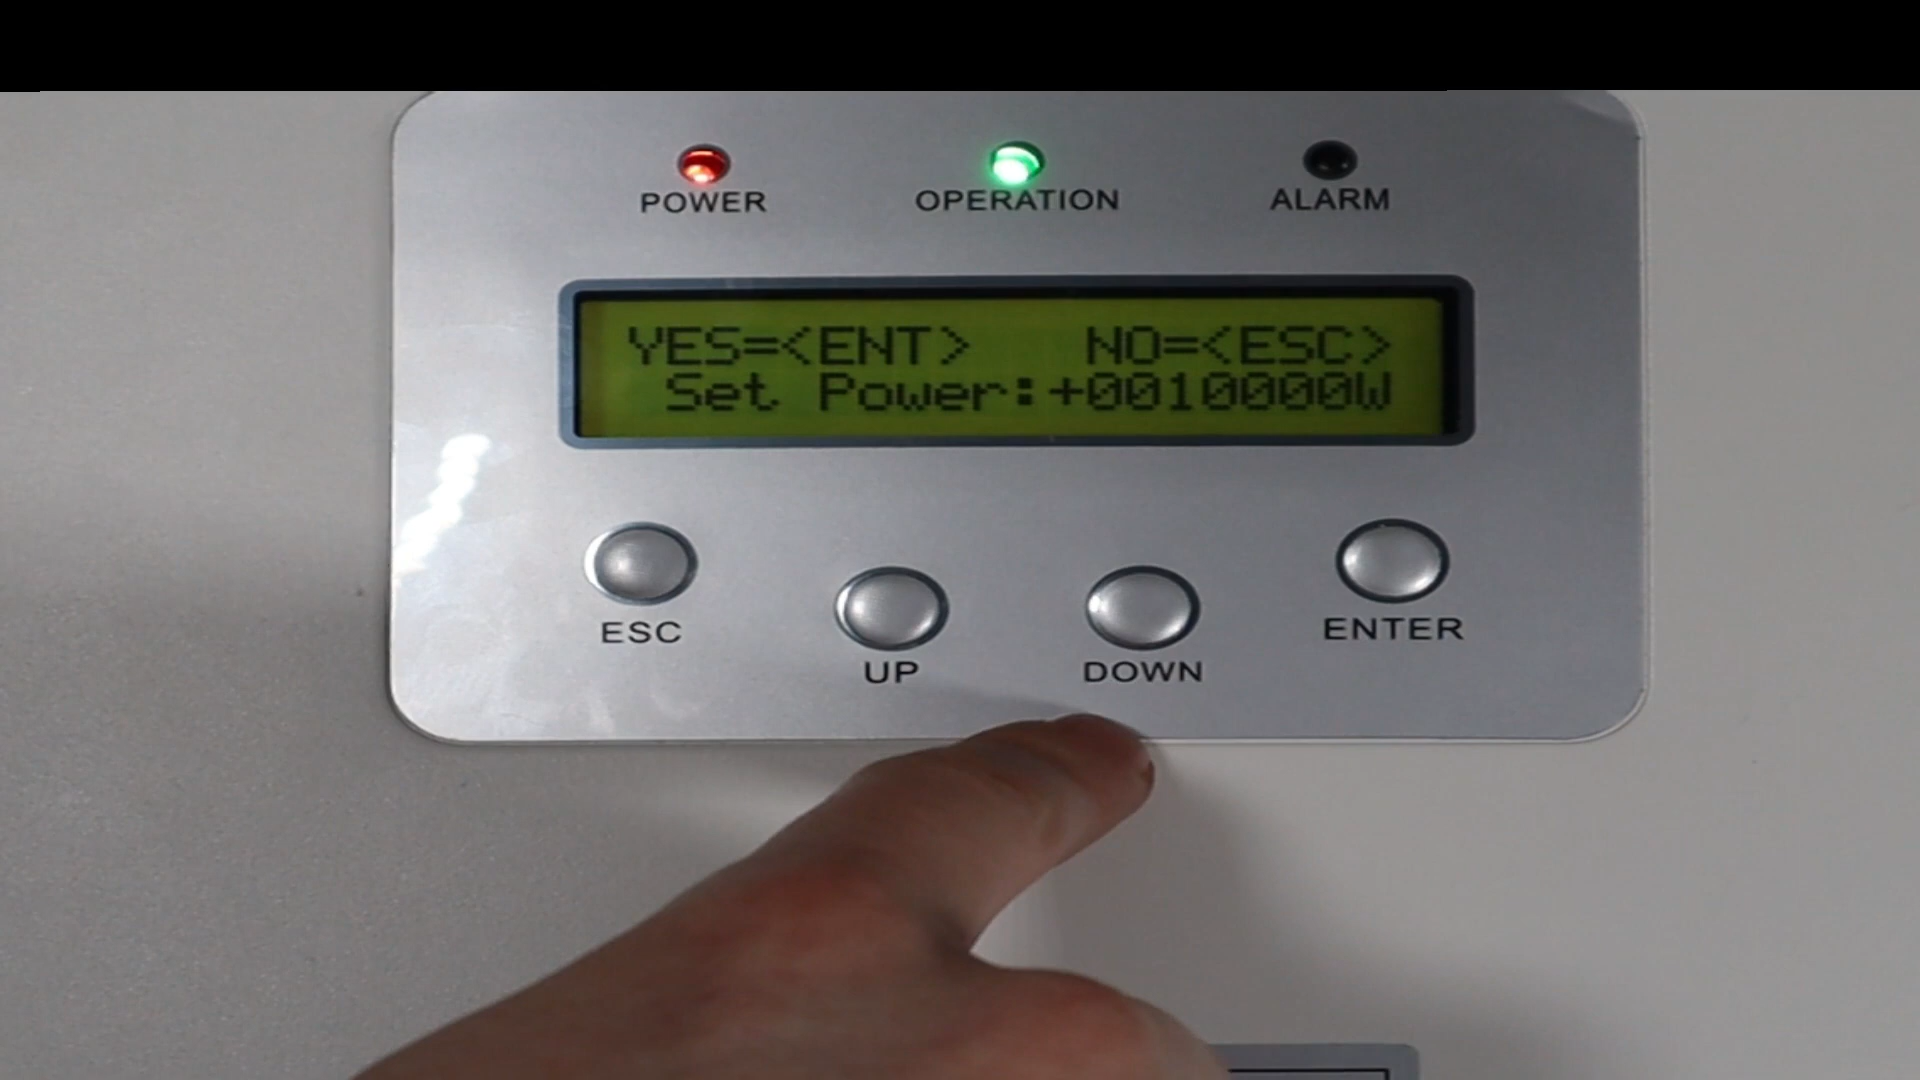 POWER OPERATION ALARM
YES=<ENT> NO=<ESC>
Set Power:+0010000W
ESC UP DOWN ENTER